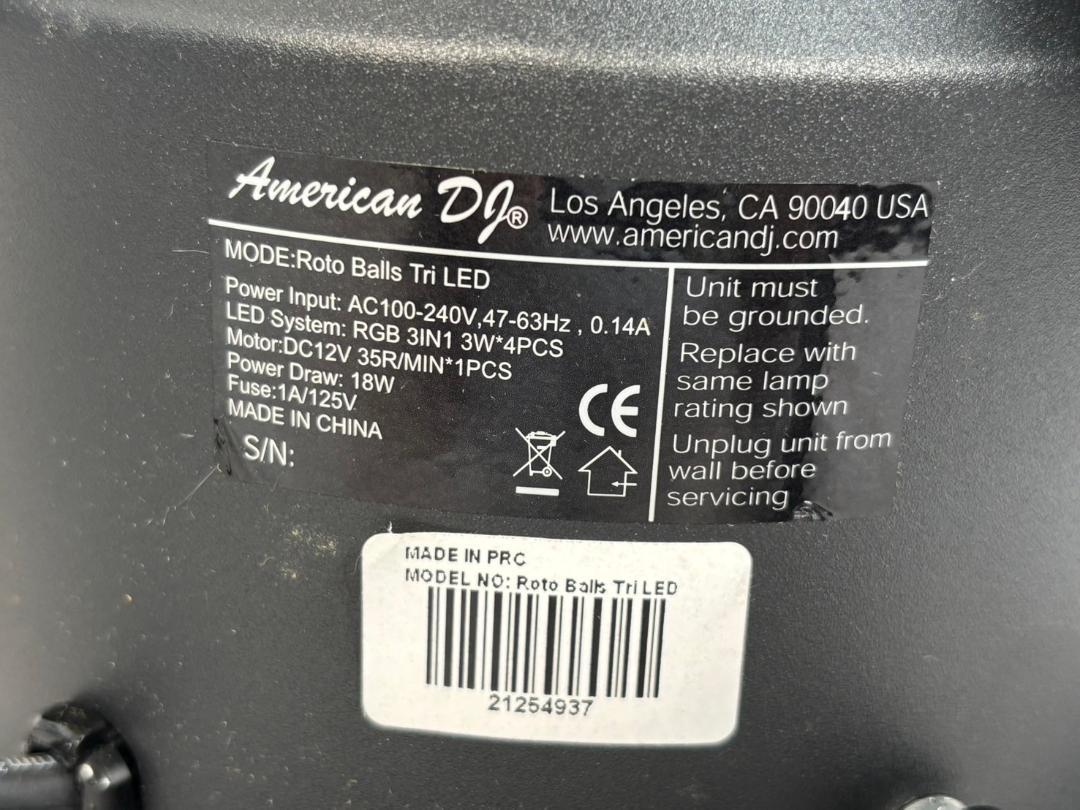 American DJ® Los Angeles, CA 90040 USA
www.americandj.com
MODE:Roto Balls Tri LED
Power Input: AC100-240V,47-63Hz , 0.14A
LED System: RGB 3IN1 3W*4PCS
Motor:DC12V 35R/MIN*1PCS
Power Draw: 18W
Fuse:1A/125V
MADE IN CHINA
S/N:
CE
Unit must
be grounded.
Replace with
same lamp
rating shown
Unplug unit from
wall before
servicing
MADE IN PRC
MODEL NO: Roto Balls Tri LED
21254937